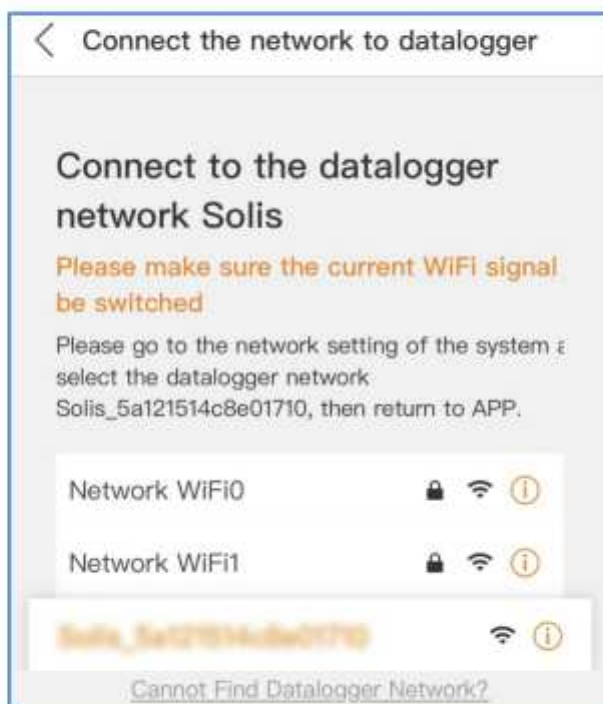 Connect the network to datalogger
Connect to the datalogger
network Solis
Please make sure the current WiFi signal
be switched
Please go to the network setting of the system a
select the datalogger network
Solis_5a121514c8e01710, then return to APP.
Network WiFi0
Network WiFi1
Solis_5a121514c8e01710
Cannot Find Datalogger Network?